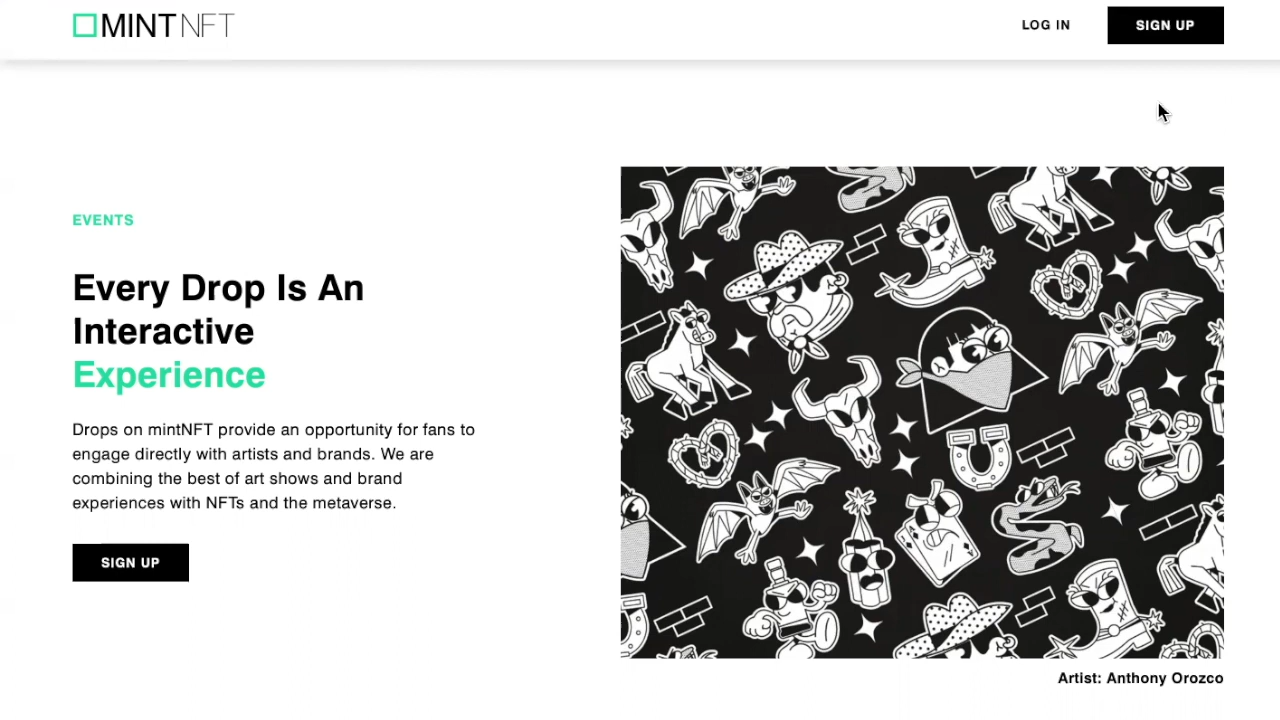 MINT NFT
LOG IN
SIGN UP
EVENTS
Every Drop Is An
Interactive
Experience
Drops on mintNFT provide an opportunity for fans to
engage directly with artists and brands. We are
combining the best of art shows and brand
experiences with NFTs and the metaverse.
SIGN UP
Artist: Anthony Orozco